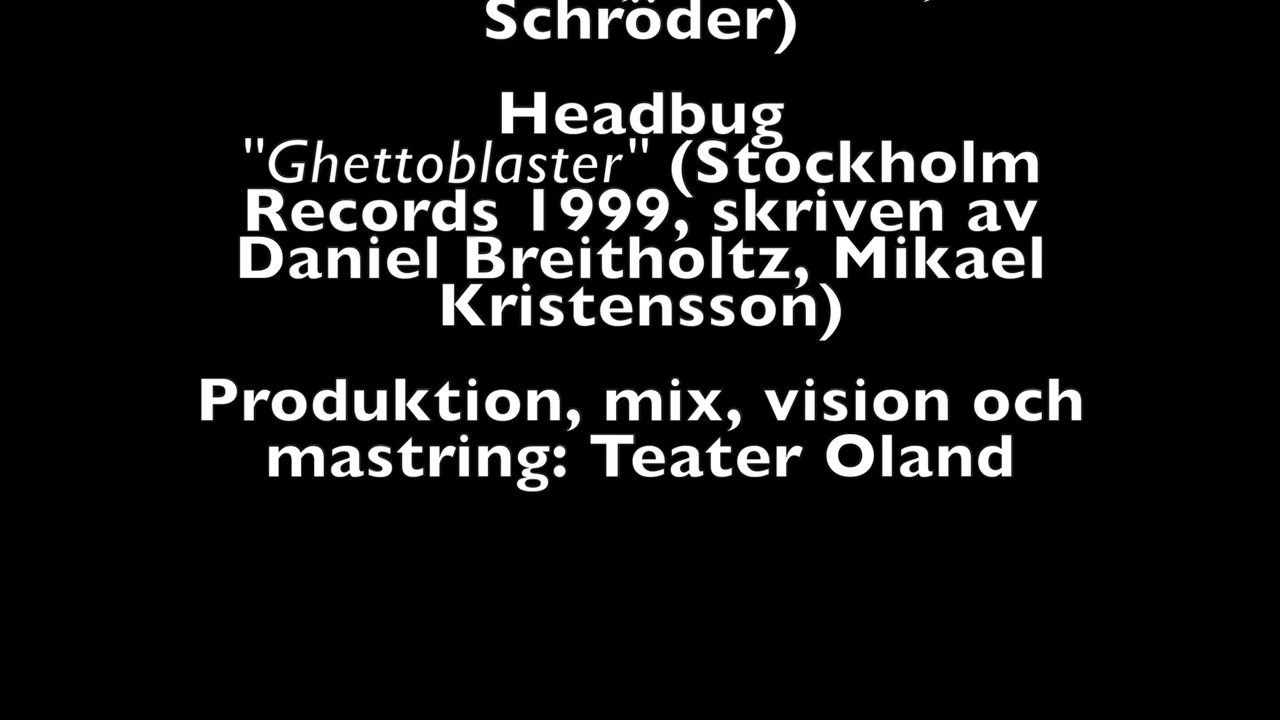 Schröder)
Headbug
"Ghettoblaster" (Stockholm
Records 1999, skriven av
Daniel Breitholtz, Mikael
Kristensson)
Produktion, mix, vision och
mastring: Teater Oland